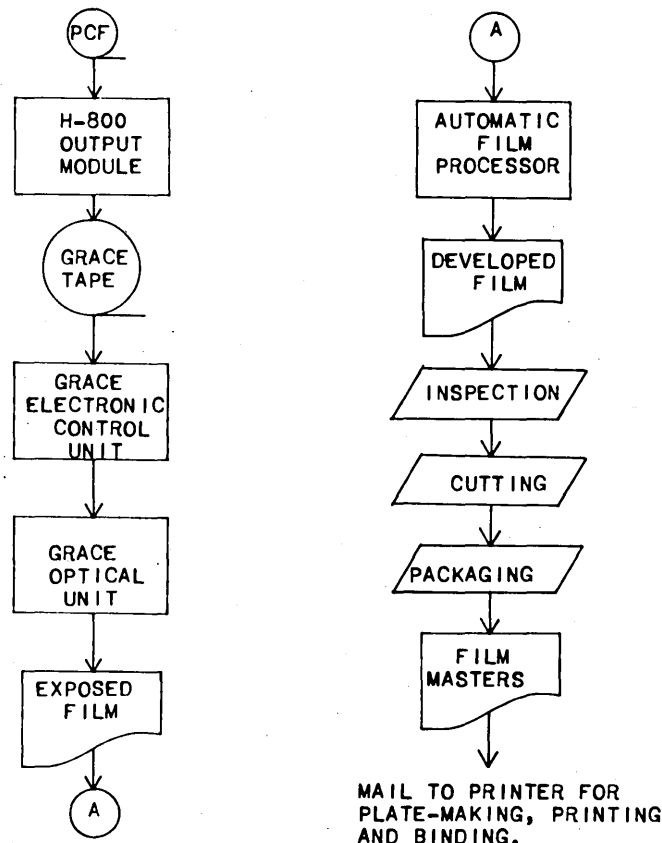 PCF
H-800
OUTPUT
MODULE
GRACE
TAPE
GRACE
ELECTRONIC
CONTROL
UNIT
GRACE
OPTICAL
UNIT
EXPOSED
FILM
A
A
AUTOMATIC
FILM
PROCESSOR
DEVELOPED
FILM
INSPECTION
CUTTING
PACKAGING
FILM
MASTERS
MAIL TO PRINTER FOR
PLATE-MAKING, PRINTING
AND BINDING.